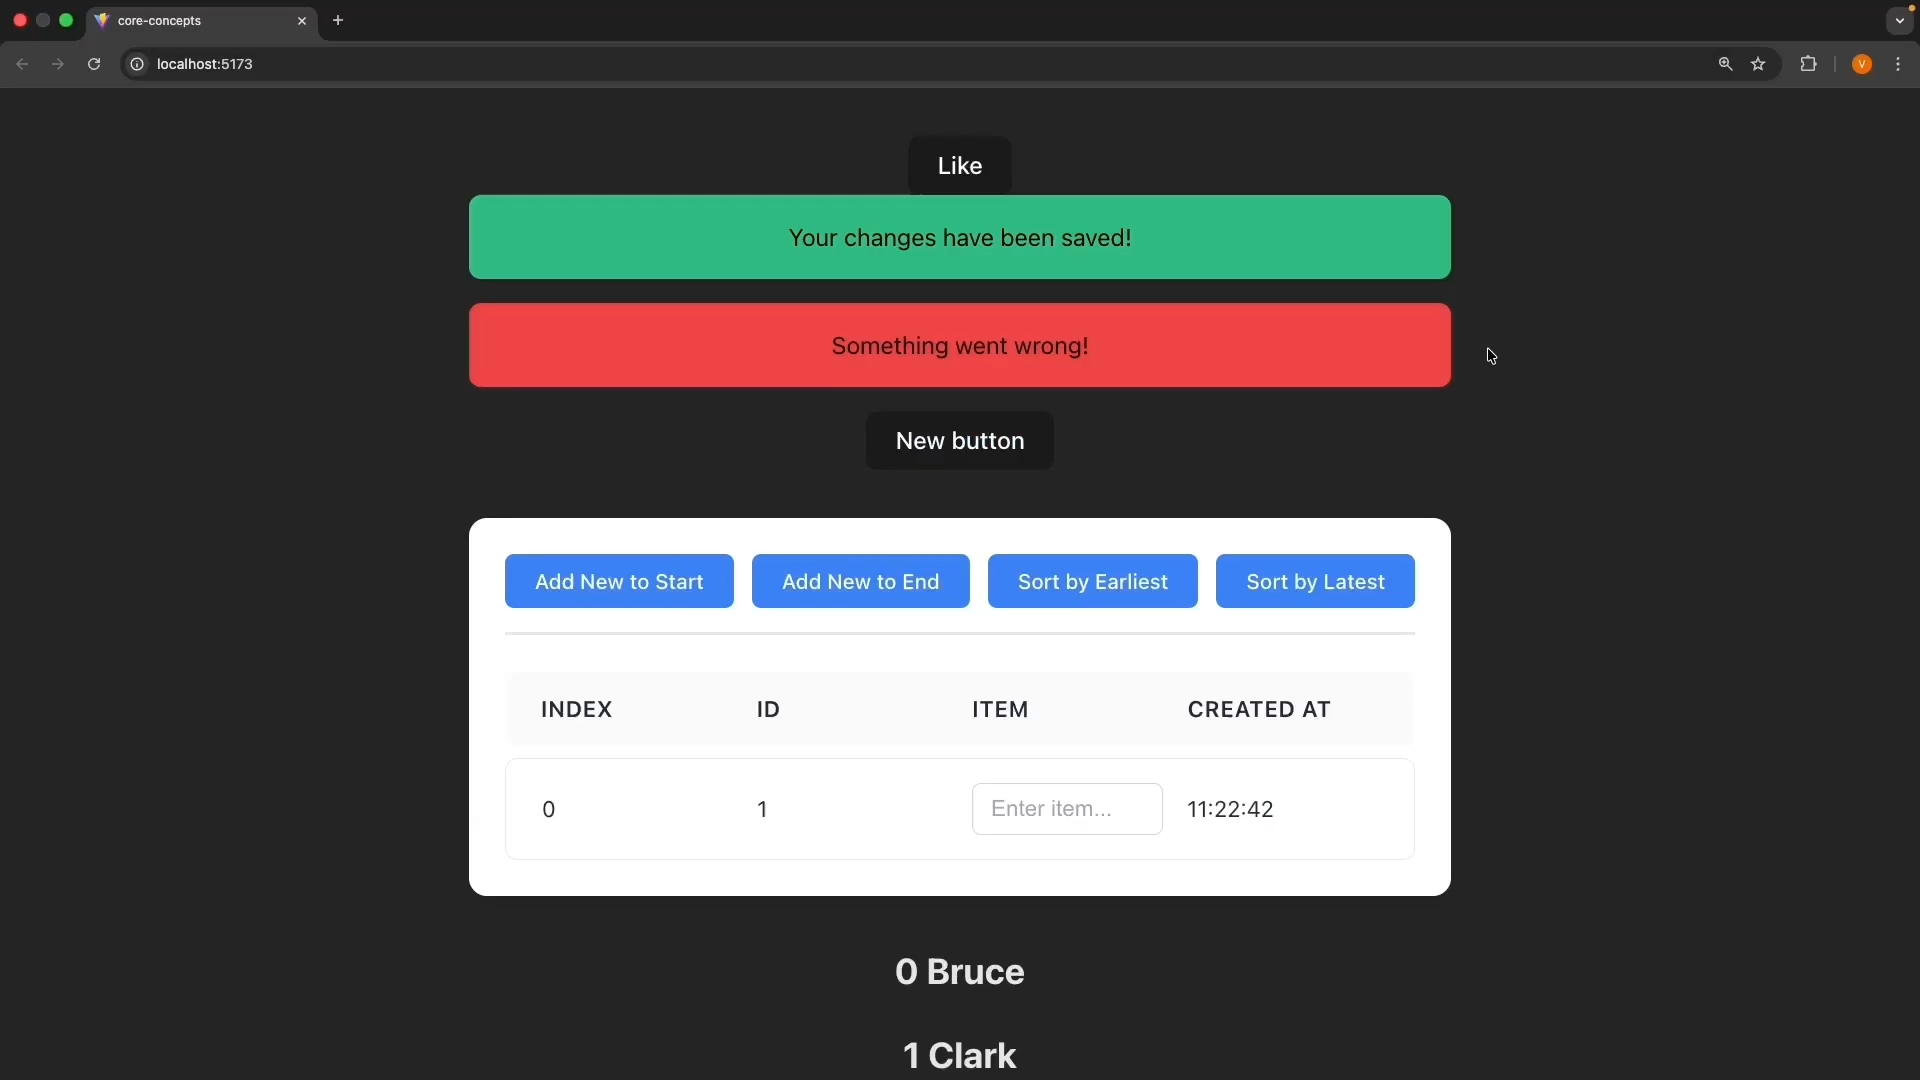 core-concepts
localhost:5173
V
Like
Your changes have been saved!
Something went wrong!
New button
Add New to Start Add New to End Sort by Earliest Sort by Latest
INDEX ID ITEM CREATED AT
0 1 Enter item... 11:22:42
0 Bruce
1 Clark